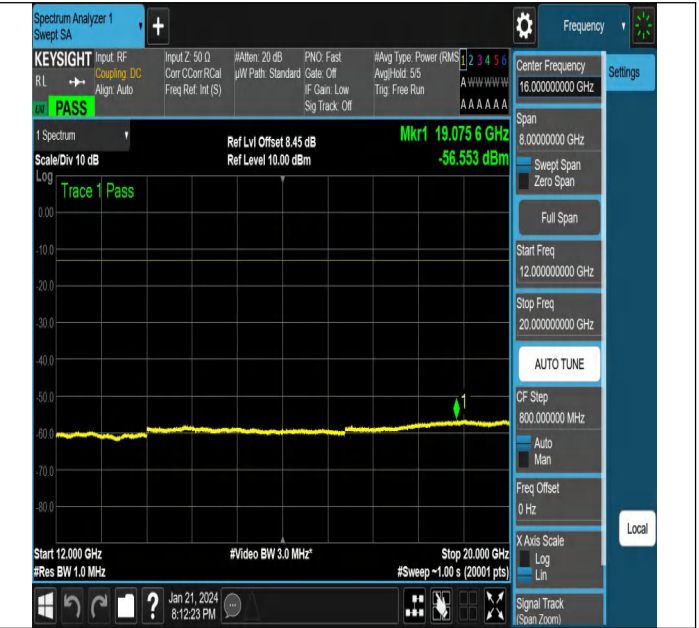 Spectrum Analyzer 1
Swept SA
+
Frequency
KEYSIGHT
RL
PASS
Input: RF
Coupling: DC
Align: Auto
Input Z: 50 Ω
Corr CCorr RCal
Freq Ref: Int (S)
#Atten: 20 dB
µW Path: Standard
PNO: Fast
Gate: Off
IF Gain: Low
Sig Track: Off
#Avg Type: Power (RMS
Avg|Hold: 5/5
Trig: Free Run
1 2 3 4 5 6
A W W W W W
A A A A A A
1 Spectrum
Scale/Div 10 dB
Ref Lvl Offset 8.45 dB
Ref Level 10.00 dBm
Mkr1 19.075 6 GHz
-56.553 dBm
Log
Trace 1 Pass
0.00
-10.0
-20.0
-30.0
-40.0
-50.0
-60.0
-70.0
-80.0
1
Start 12.000 GHz
#Res BW 1.0 MHz
#Video BW 3.0 MHz*
Stop 20.000 GHz
#Sweep ~1.00 s (20001 pts)
?
Jan 21, 2024
8:12:23 PM
Center Frequency
16.000000000 GHz
Span
8.00000000 GHz
Swept Span
Zero Span
Full Span
Start Freq
12.000000000 GHz
Stop Freq
20.000000000 GHz
AUTO TUNE
CF Step
800.000000 MHz
Auto
Man
Freq Offset
0 Hz
X Axis Scale
Log
Lin
Signal Track
(Span Zoom)
Settings
Local